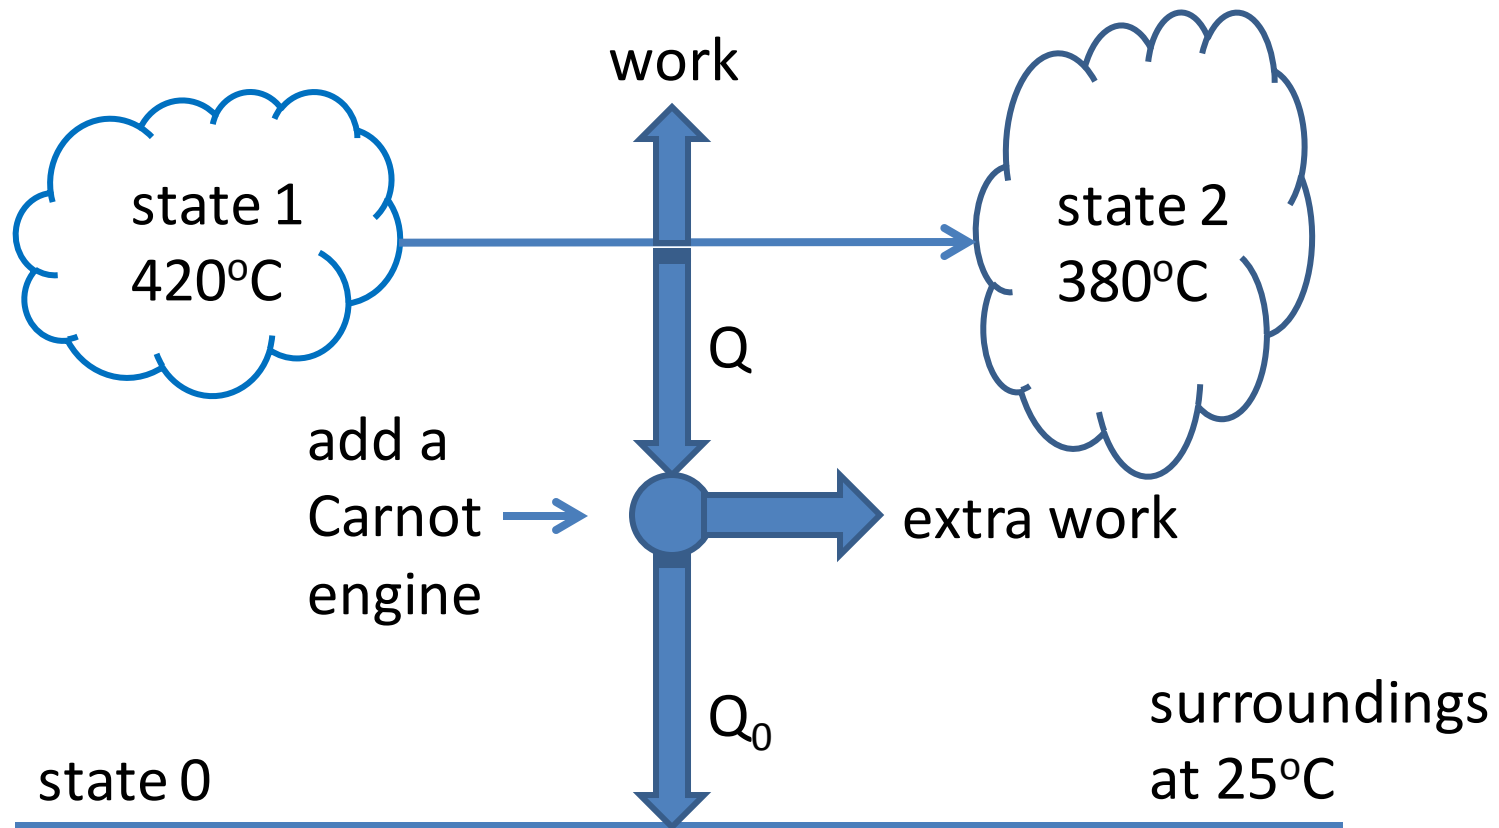 work
state 1
420°C
state 2
380°C
Q
add a
Carnot
engine
extra work
Q₀
surroundings
at 25°C
state 0